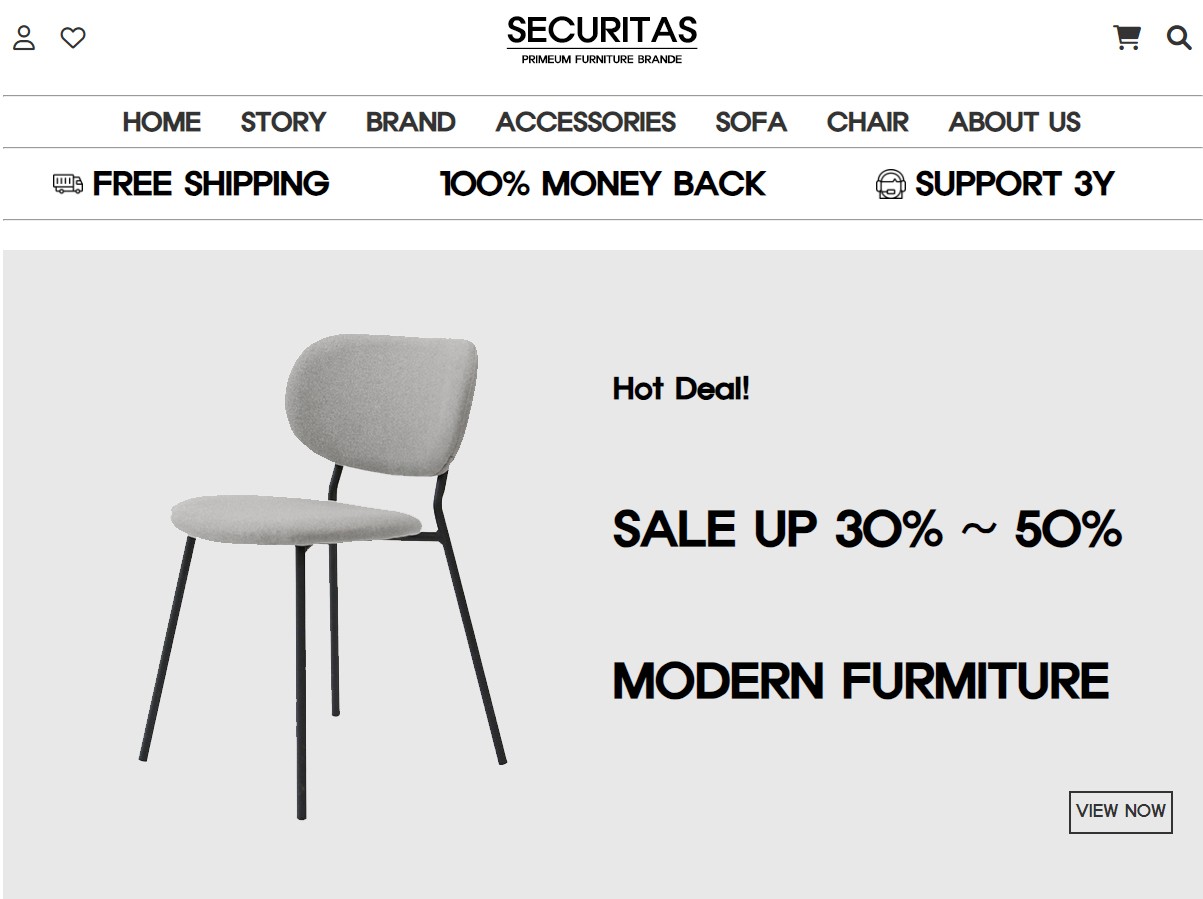 SECURITAS
PRIMEUM FURNITURE BRANDE
HOME STORY BRAND ACCESSORIES SOFA CHAIR ABOUT US
FREE SHIPPING 100% MONEY BACK SUPPORT 3Y
Hot Deal!
SALE UP 30% ~ 50%
MODERN FURMITURE
VIEW NOW